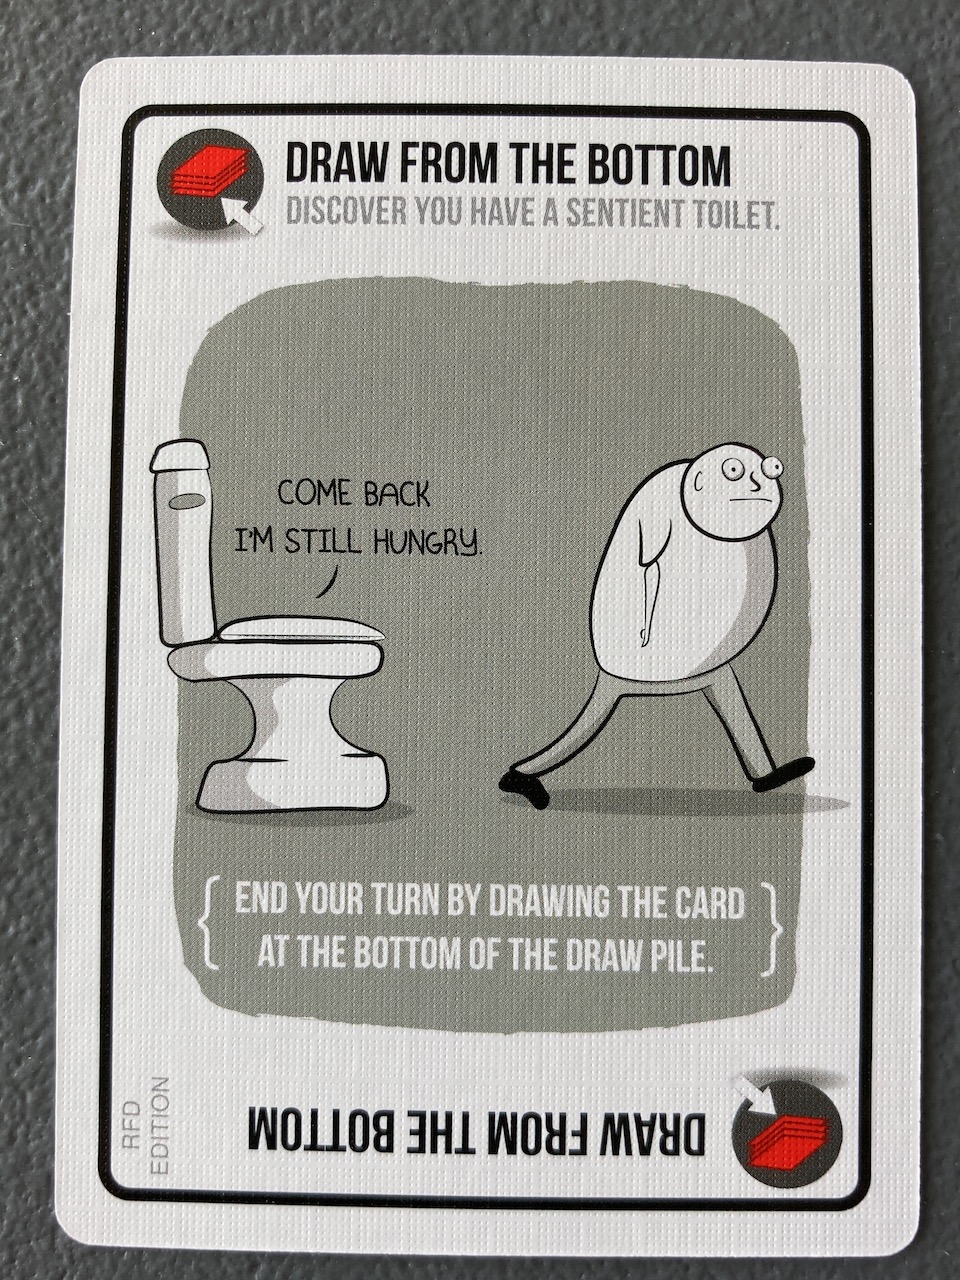 DRAW FROM THE BOTTOM
DISCOVER YOU HAVE A SENTIENT TOILET.
COME BACK
I'M STILL HUNGRY.
{ END YOUR TURN BY DRAWING THE CARD
AT THE BOTTOM OF THE DRAW PILE. }
RFD
EDITION
DRAW FROM THE BOTTOM